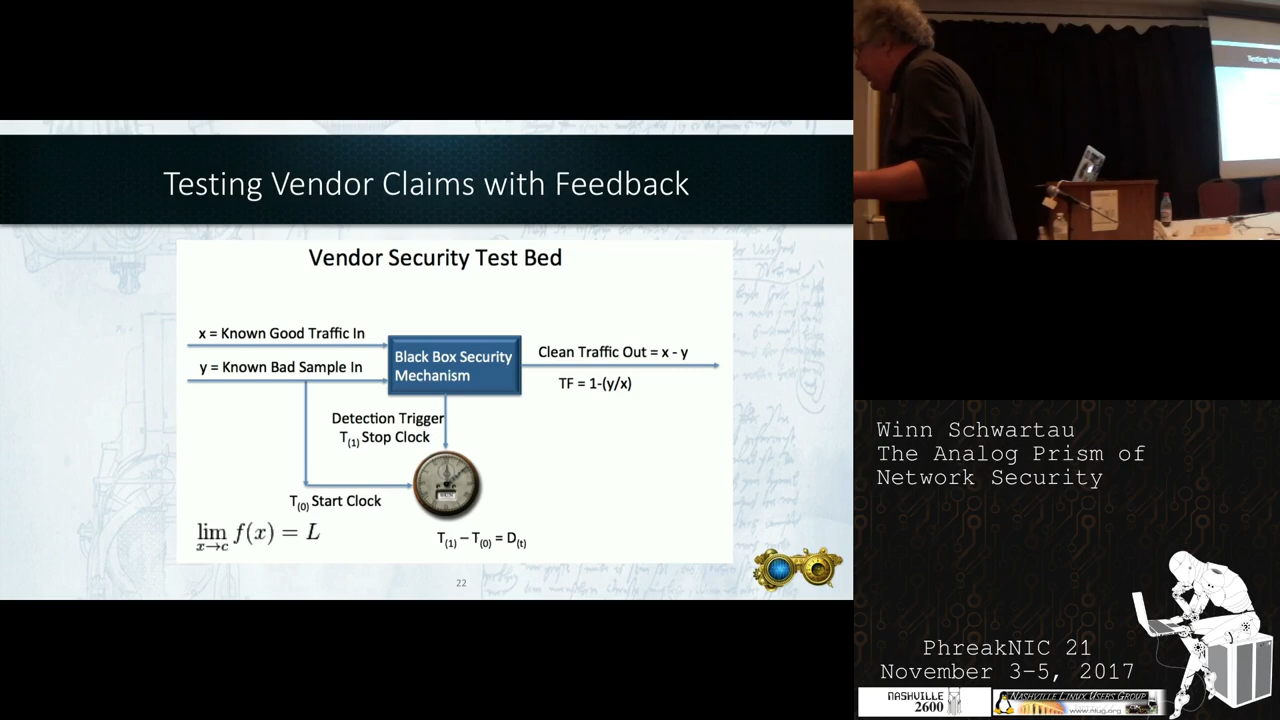 Testing Vendor Claims with Feedback
Vendor Security Test Bed
x = Known Good Traffic In
y = Known Bad Sample In
Black Box Security
Mechanism
Clean Traffic Out = x - y
TF = 1-(y/x)
Detection Trigger
T(1) Stop Clock
T(0) Start Clock
lim f(x) = L
x→c
T(1) – T(0) = D(t)
22
Winn Schwartau
The Analog Prism of
Network Security
PhreakNIC 21
November 3-5, 2017
NASHVILLE
2600
NASHVILLE LINUX USERS GROUP
www.nlug.org